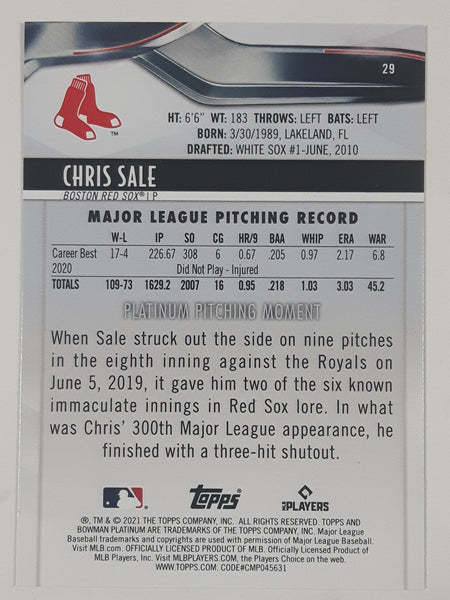 29
TM
HT: 6'6" WT: 183 THROWS: LEFT BATS: LEFT
BORN: 3/30/1989, LAKELAND, FL
DRAFTED: WHITE SOX #1-JUNE, 2010
CHRIS SALE
BOSTON RED SOX® | P
MAJOR LEAGUE PITCHING RECORD
W-L IP SO CG HR/9 BAA WHIP ERA WAR
Career Best 17-4 226.67 308 6 0.67 .205 0.97 2.17 6.8
2020 Did Not Play - Injured
TOTALS 109-73 1629.2 2007 16 0.95 .218 1.03 3.03 45.2
PLATINUM PITCHING MOMENT
When Sale struck out the side on nine pitches
in the eighth inning against the Royals on
June 5, 2019, it gave him two of the six known
immaculate innings in Red Sox lore. In what
was Chris' 300th Major League appearance, he
finished with a three-hit shutout.
topps
MLB PLAYERS
®, TM & © 2021 THE TOPPS COMPANY, INC. ALL RIGHTS RESERVED. TOPPS AND
BOWMAN PLATINUM ARE TRADEMARKS OF THE TOPPS COMPANY, INC. Major League
Baseball trademarks and copyrights are used with permission of Major League Baseball.
Visit MLB.com. OFFICIALLY LICENSED PRODUCT OF MLB. Officially Licensed Product of
MLB Players, Inc. Visit MLBPLAYERS.com, the Players Choice on the web.
WWW.TOPPS.COM. CODE#CMP045631